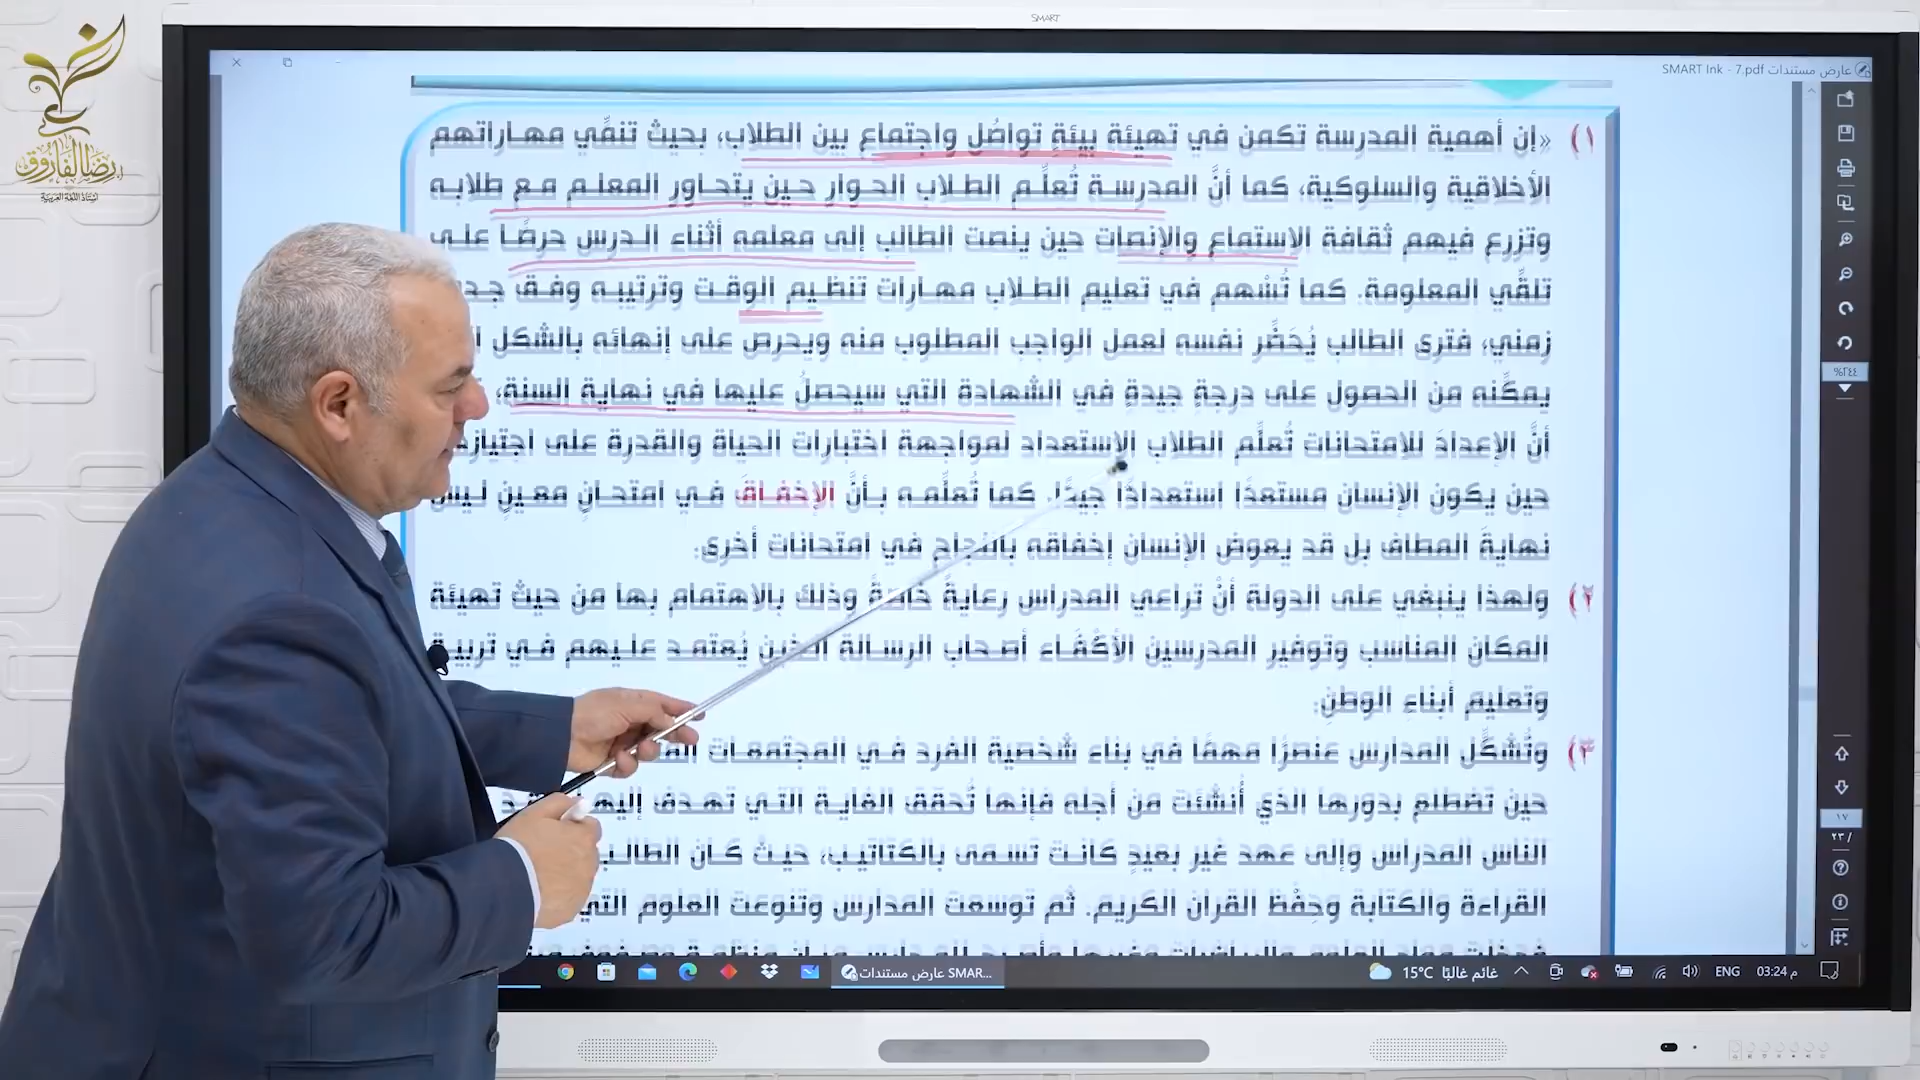 SMART
رضا الفاروق
أستاذ اللغة العربية
SMART Ink - 7.pdf عارض مستندات
١) «إن أهمية المدرسة تكمن في تهيئة بيئةِ تواصُل واجتماع بين الطلاب، بحيث تنمِّي مهاراتهم
الأخلاقية والسلوكية، كما أنَّ المدرسة تُعلِّم الطلاب الحوار حين يتحاور المعلم مع طلابه
وتزرع فيهم ثقافة الاستماع والإنصات حين ينصت الطالب إلى معلمه أثناء الدرس حرصًا على
تلقِّي المعلومة. كما تُسْهم في تعليم الطلاب مهارات تنظيم الوقت وترتيبه وفق
زمني، فترى الطالب يُحَضِّر نفسه لعمل الواجب المطلوب منه ويحرص على إنهائه بالشكل
يمكِّنه من الحصول على درجةٍ جيدةٍ في الشهادة التي سيحصلُ عليها في نهاية السنة،
أنَّ الإعدادَ للامتحانات تُعلِّم الطلاب الاستعداد لمواجهة اختبارات الحياة والقدرة على
حين يكون الإنسان مستعدًا استعدادًا جيدًا. كما تُعلِّمه بأنَّ الإخفاقَ في امتحانٍ معينٍ ليس
نهايةَ المطاف بل قد يعوض الإنسان إخفاقه بالنجاح في امتحانات أخرى.
٢) ولهذا ينبغي على الدولة أنْ تراعي المدراس رعايةً خاصةً وذلك بالاهتمام بها من حيث تهيئة
المكان المناسب وتوفير المدرسين الأكْفَاء أصحاب الرسالة الذين يُعتمد عليهم في تربية
وتعليم أبناءِ الوطنِ.
٣) وتُشكِّل المدارس عنصرًا مهمًا في بناء شخصية الفرد في المجتمعات
حين تضطلع بدورها الذي أُنشئت من أجله فإنها تُحقق الغاية التي تهدف
الناس المدراس وإلى عهد غير بعيدٍ كانت تسمى بالكتاتيب، حيث كان الطالب
القراءة والكتابة وحِفْظ القران الكريم. ثم توسعت المدارس وتنوعت العلوم التي
٢٤٤%
١٧
/ ٢٣
عارض مستندات SMAR...
15°C غائم غالبًا
ENG
03:24 م